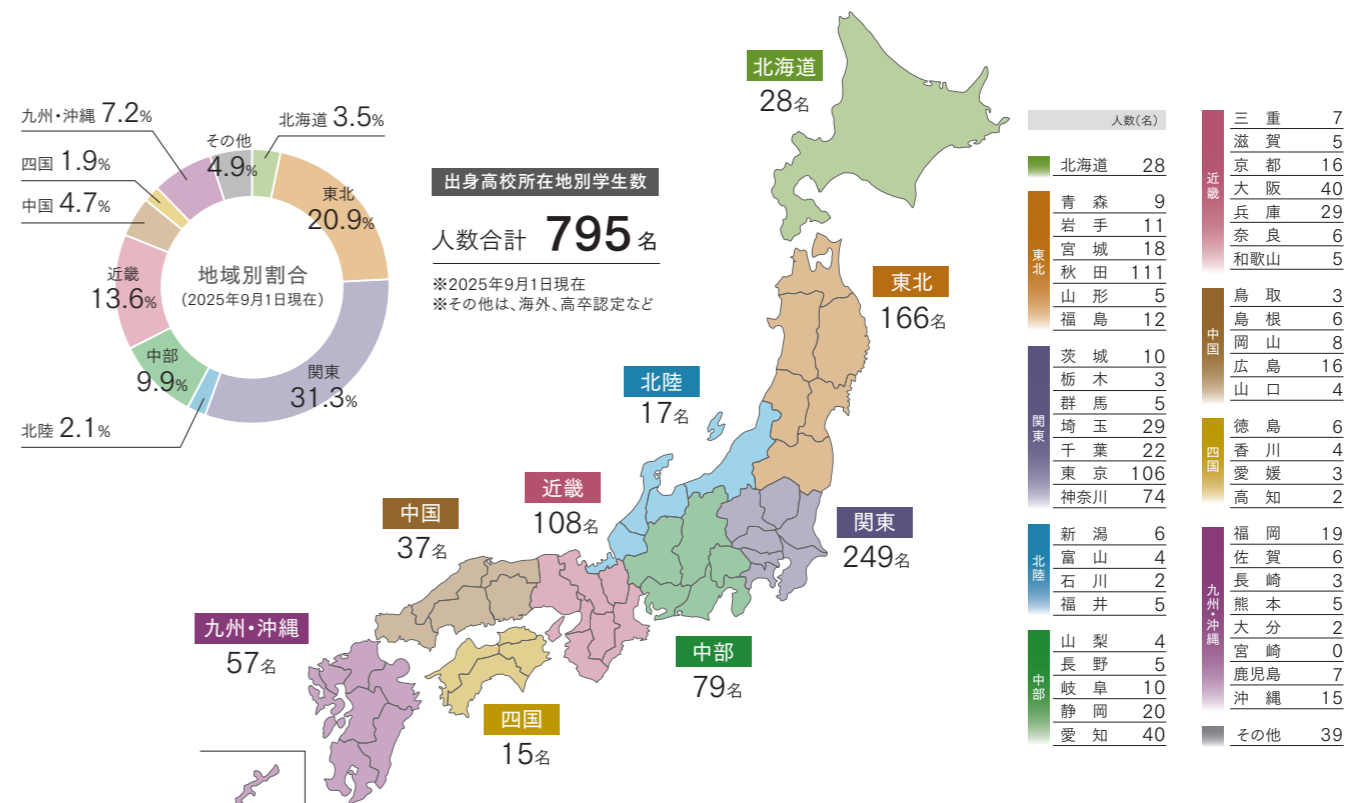 九州・沖縄 7.2%
四国 1.9%
中国 4.7%
近畿
13.6%
中部
9.9%
北陸 2.1%
その他
4.9%
北海道 3.5%
東北
20.9%
関東
31.3%
地域別割合
(2025年9月1日現在)
出身高校所在地別学生数
人数合計 795名
※2025年9月1日現在
※その他は、海外、高卒認定など
北海道
28名
東北
166名
北陸
17名
近畿
108名
中国
37名
関東
249名
九州・沖縄
57名
中部
79名
四国
15名
人数(名)
北海道 28
東北
青森 9
岩手 11
宮城 18
秋田 111
山形 5
福島 12
関東
茨城 10
栃木 3
群馬 5
埼玉 29
千葉 22
東京 106
神奈川 74
北陸
新潟 6
富山 4
石川 2
福井 5
中部
山梨 4
長野 5
岐阜 10
静岡 20
愛知 40
近畿
三重 7
滋賀 5
京都 16
大阪 40
兵庫 29
奈良 6
和歌山 5
中国
鳥取 3
島根 6
岡山 8
広島 16
山口 4
四国
徳島 6
香川 4
愛媛 3
高知 2
九州・沖縄
福岡 19
佐賀 6
長崎 3
熊本 5
大分 2
宮崎 0
鹿児島 7
沖縄 15
その他 39